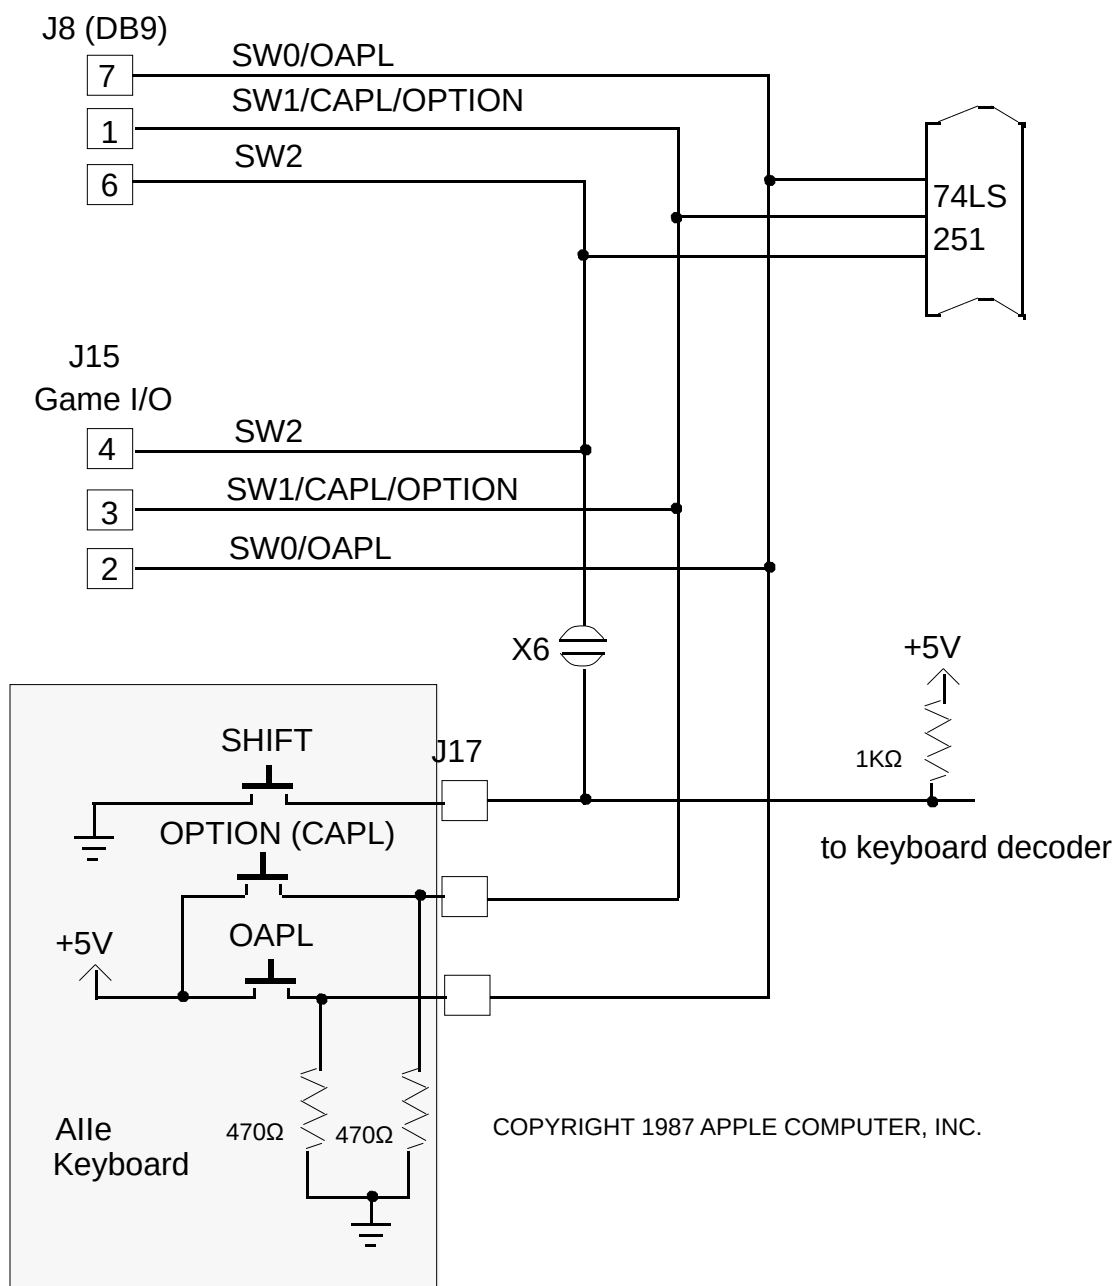 J8 (DB9)
7
SW0/OAPL
1
SW1/CAPL/OPTION
6
SW2
74LS
251
J15
Game I/O
4
SW2
3
SW1/CAPL/OPTION
2
SW0/OAPL
X6
+5V
1KΩ
to keyboard decoder
SHIFT
J17
OPTION (CAPL)
OAPL
+5V
470Ω
470Ω
AIIe
Keyboard
COPYRIGHT 1987 APPLE COMPUTER, INC.